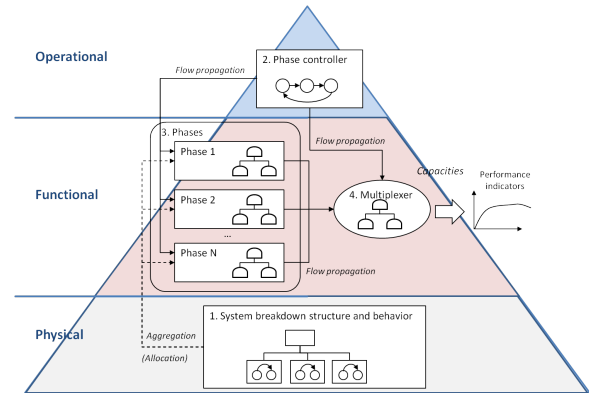 Operational
2. Phase controller
Flow propagation
3. Phases
Flow propagation
Phase 1
Capacities
Performance
indicators
Functional
Phase 2
4. Multiplexer
...
Phase N
Flow propagation
1. System breakdown structure and behavior
Physical
Aggregation
(Allocation)